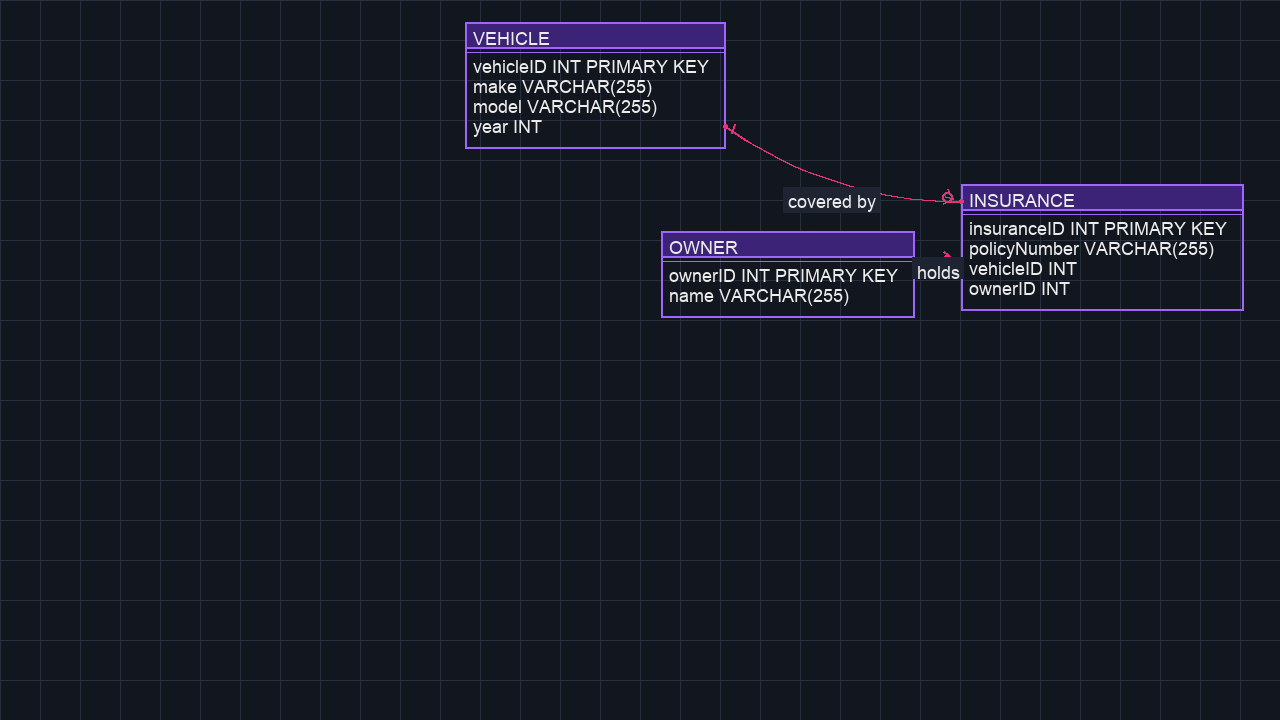 VEHICLE
vehicleID INT PRIMARY KEY
make VARCHAR(255)
model VARCHAR(255)
year INT
covered by
INSURANCE
insuranceID INT PRIMARY KEY
policyNumber VARCHAR(255)
vehicleID INT
ownerID INT
OWNER
ownerID INT PRIMARY KEY
name VARCHAR(255)
holds